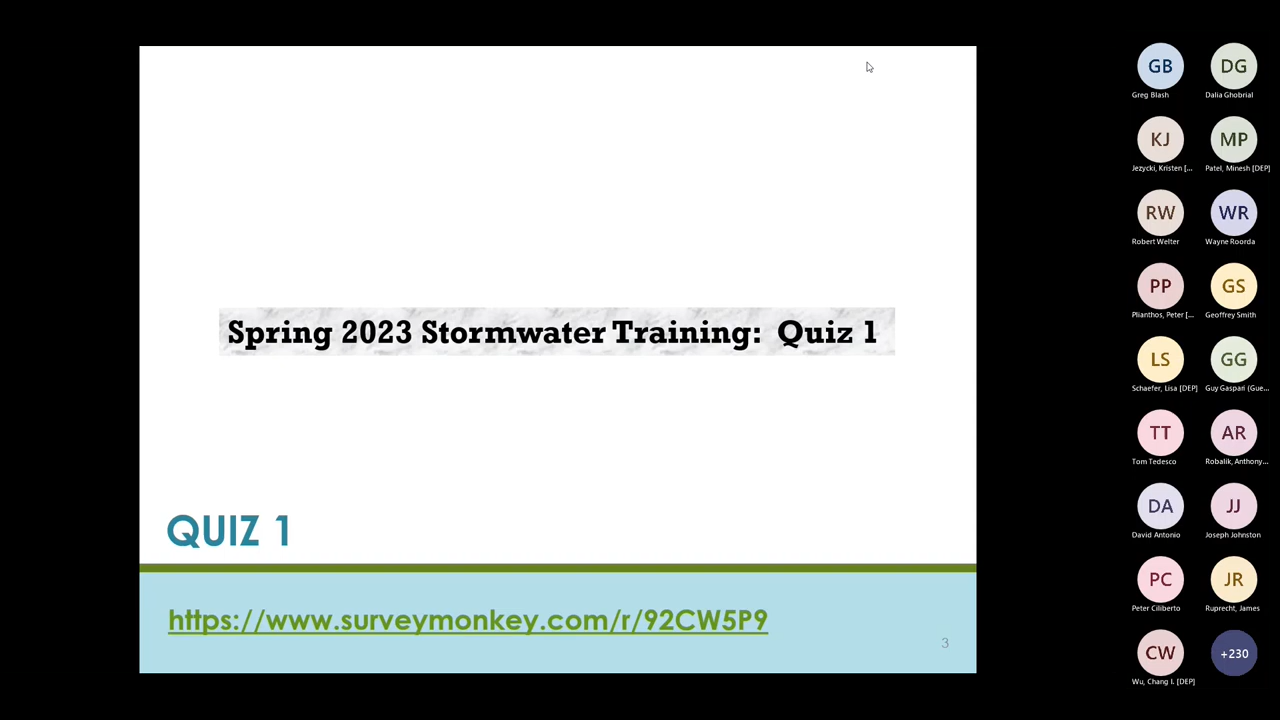 Spring 2023 Stormwater Training: Quiz 1
QUIZ 1
https://www.surveymonkey.com/r/92CW5P9
3
GB
Greg Blash
DG
Dalia Ghobrial
KJ
Jezycki, Kristen [...
MP
Patel, Minesh [DEP]
RW
Robert Welter
WR
Wayne Roorda
PP
Plianthos, Peter [...
GS
Geoffrey Smith
LS
Schaefer, Lisa [DEP]
GG
Guy Gaspari (Gue...
TT
Tom Tedesco
AR
Robalik, Anthony...
DA
David Antonio
JJ
Joseph Johnston
PC
Peter Ciliberto
JR
Ruprecht, James
CW
Wu, Chang I. [DEP]
+230